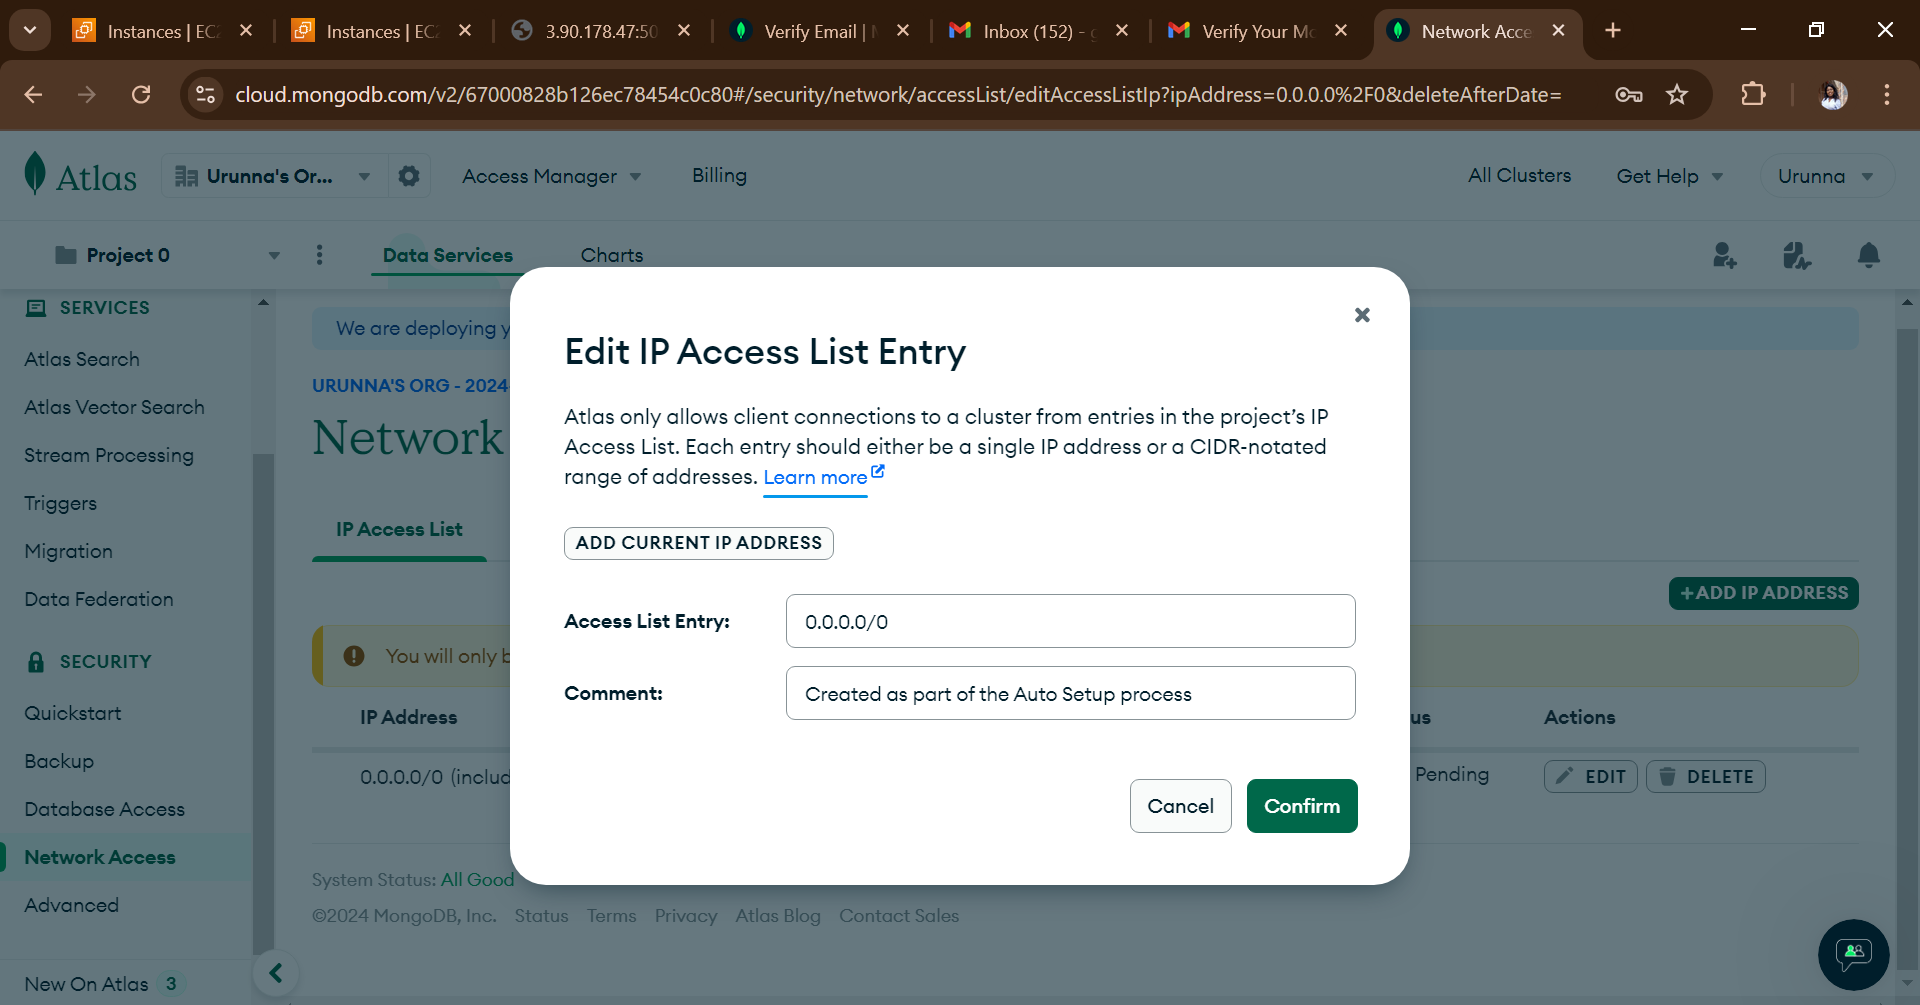 Instances | EC2
Instances | EC2
3.90.178.47:50
Verify Email | M
Inbox (152) - g
Verify Your Mo
Network Acce
cloud.mongodb.com/v2/67000828b126ec78454c0c80#/security/network/accessList/editAccessListIp?ipAddress=0.0.0.0%2F0&deleteAfterDate=
Atlas
Urunna's Or...
Access Manager
Billing
All Clusters
Get Help
Urunna
Project 0
Data Services
Charts
SERVICES
Atlas Search
Atlas Vector Search
Stream Processing
Triggers
Migration
Data Federation
SECURITY
Quickstart
Backup
Database Access
Network Access
Advanced
New On Atlas 3
We are deploying y
URUNNA'S ORG - 2024
Network
IP Access List
+ADD IP ADDRESS
You will only b
IP Address
us
Actions
0.0.0.0/0 (includ
Pending
EDIT
DELETE
System Status: All Good
©2024 MongoDB, Inc. Status Terms Privacy Atlas Blog Contact Sales
Edit IP Access List Entry
Atlas only allows client connections to a cluster from entries in the project’s IP
Access List. Each entry should either be a single IP address or a CIDR-notated
range of addresses. Learn more
ADD CURRENT IP ADDRESS
Access List Entry:
0.0.0.0/0
Comment:
Created as part of the Auto Setup process
Cancel
Confirm